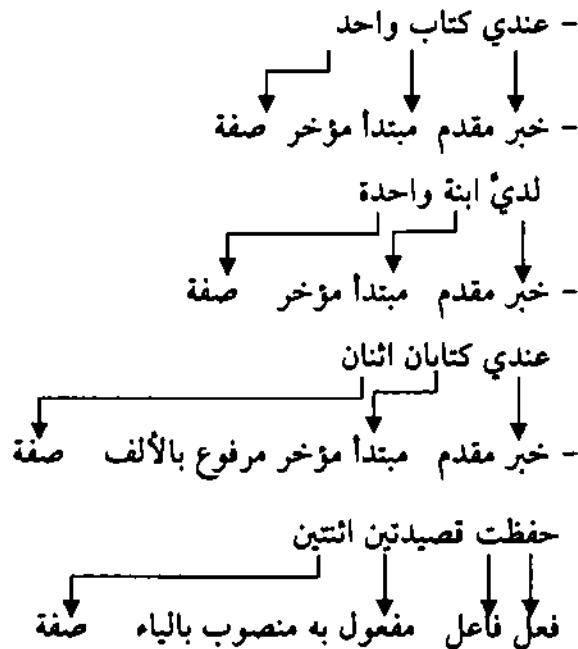 - عندي كتاب واحد
- خبر مقدم مبتدأ مؤخر صفة
لديَّ ابنة واحدة
- خبر مقدم مبتدأ مؤخر صفة
عندي كتابان اثنان
- خبر مقدم مبتدأ مؤخر مرفوع بالألف صفة
حفظت قصيدتين اثنتين
فعل فاعل مفعول به منصوب بالياء صفة